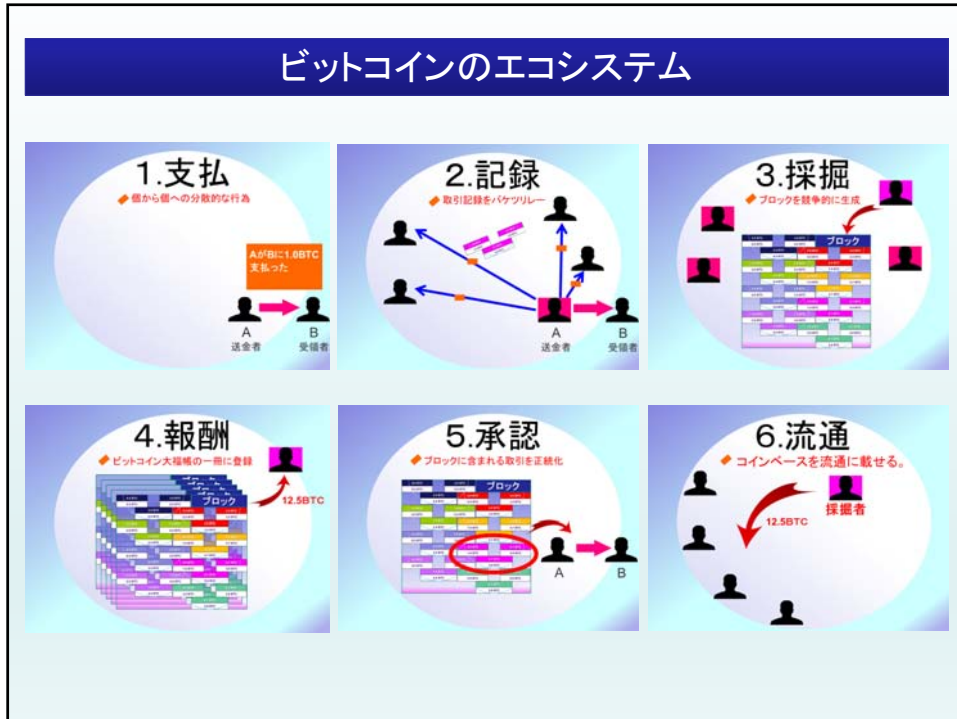 ビットコインのエコシステム
1.支払
個から個への分散的な行為
AがBに1.0BTC
支払った
A
B
送金者
受領者
2.記録
取引記録をバケツリレー
A
B
送金者
受領者
3.採掘
ブロックを競争的に生成
ブロック
4.報酬
ビットコイン大福帳の一冊に登録
ブロック
12.5BTC
5.承認
ブロックに含まれる取引を正統化
ブロック
A
B
6.流通
コインベースを流通に載せる。
採掘者
12.5BTC